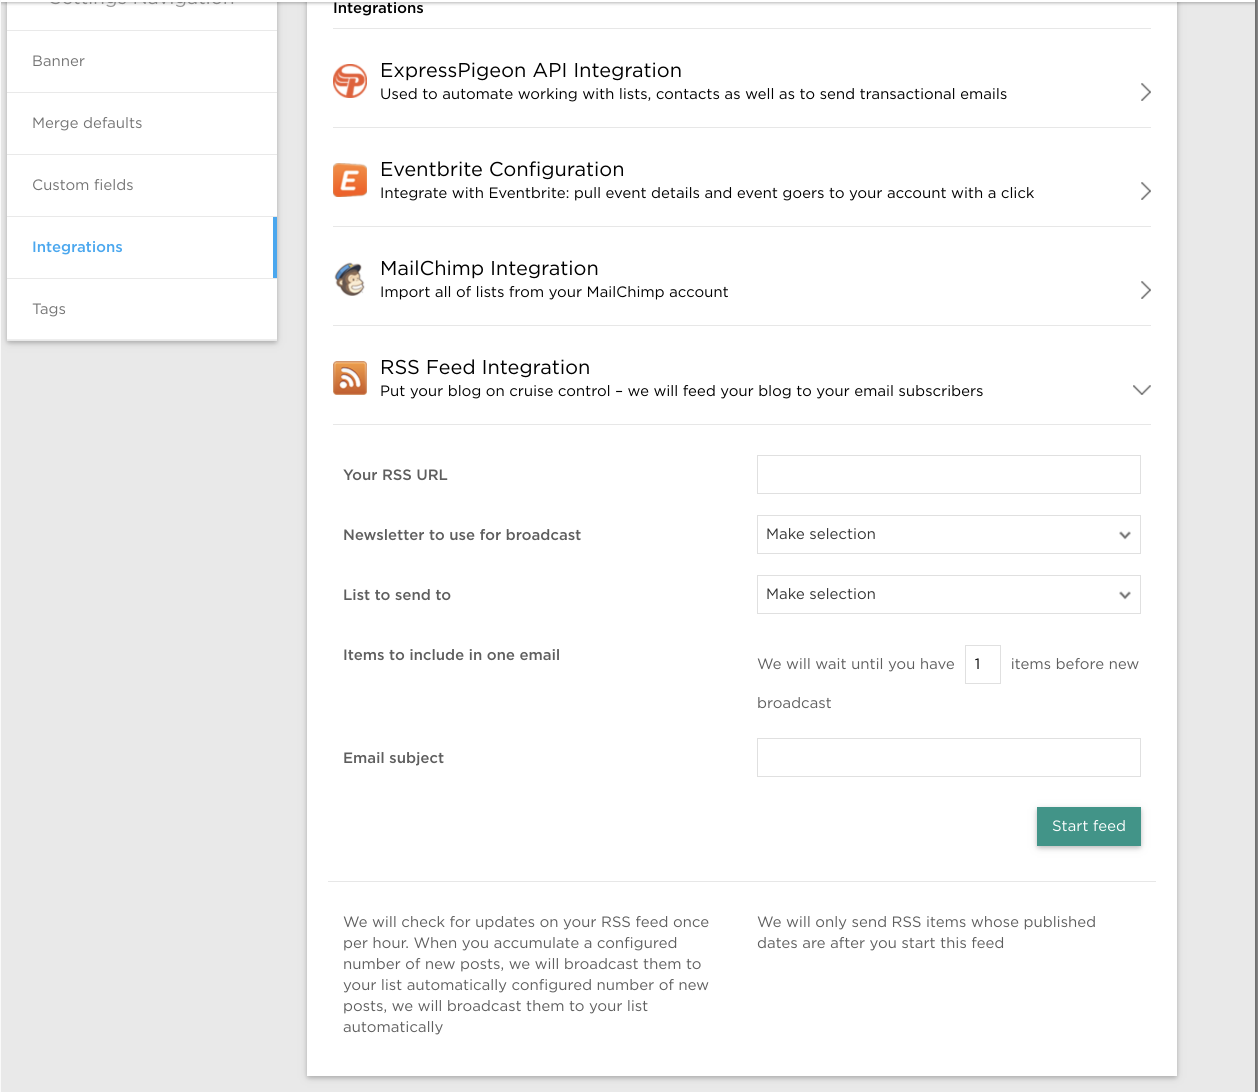 Settings Navigation
Banner
Merge defaults
Custom fields
Integrations
Tags
Integrations
ExpressPigeon API Integration
Used to automate working with lists, contacts as well as to send transactional emails
Eventbrite Configuration
Integrate with Eventbrite: pull event details and event goers to your account with a click
MailChimp Integration
Import all of lists from your MailChimp account
RSS Feed Integration
Put your blog on cruise control – we will feed your blog to your email subscribers
Your RSS URL
Newsletter to use for broadcast
Make selection
List to send to
Make selection
Items to include in one email
We will wait until you have 1 items before new
broadcast
Email subject
Start feed
We will check for updates on your RSS feed once
per hour. When you accumulate a configured
number of new posts, we will broadcast them to
your list automatically configured number of new
posts, we will broadcast them to your list
automatically
We will only send RSS items whose published
dates are after you start this feed